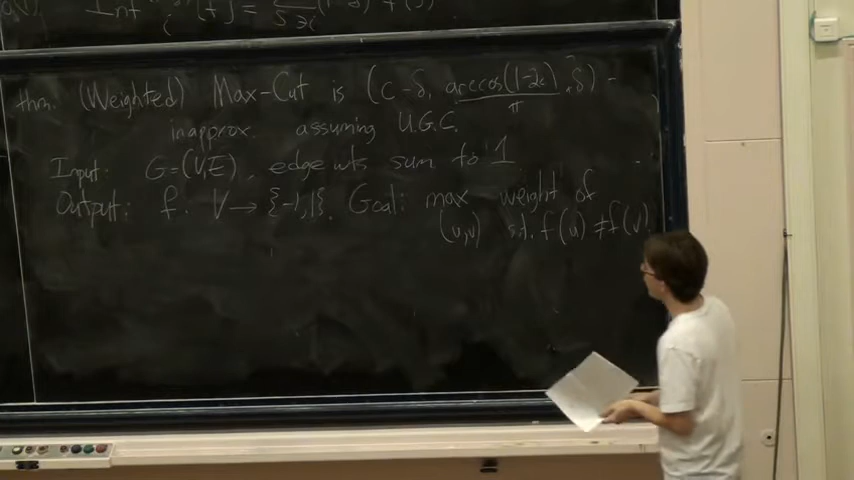 Int_i [f] =
thm: (Weighted) Max-Cut is (c-δ, arccos(1-2c)/π + δ) -
inapprox. assuming U.G.C.
Input: G=(V,E), edge wts sum to 1
Output: f: V→{-1,1}. Goal: max weight of
(u,v) s.t. f(u) ≠ f(v)